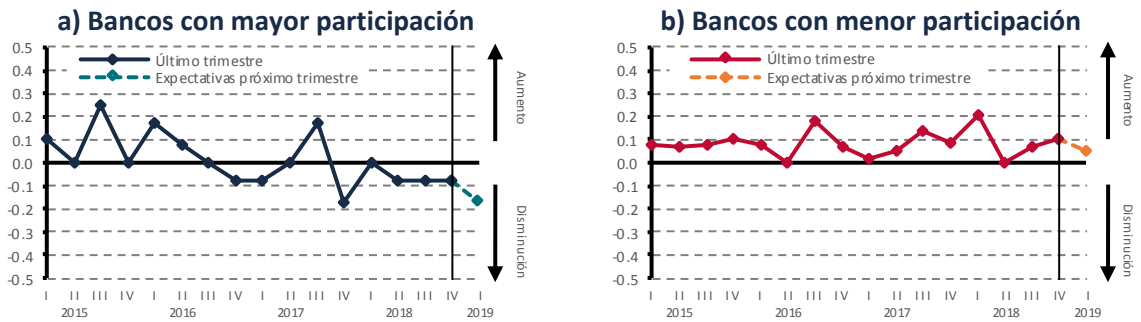 a) Bancos con mayor participación
0.5
0.4
0.3
0.2
0.1
0.0
-0.1
-0.2
-0.3
-0.4
-0.5
Último trimestre
Expectativas próximo trimestre
Aumento
Disminución
I II III IV I II III IV I II III IV I II III IV I
2015 2016 2017 2018 2019
b) Bancos con menor participación
0.5
0.4
0.3
0.2
0.1
0.0
-0.1
-0.2
-0.3
-0.4
-0.5
Último trimestre
Expectativas próximo trimestre
Aumento
Disminución
I II III IV I II III IV I II III IV I II III IV I
2015 2016 2017 2018 2019